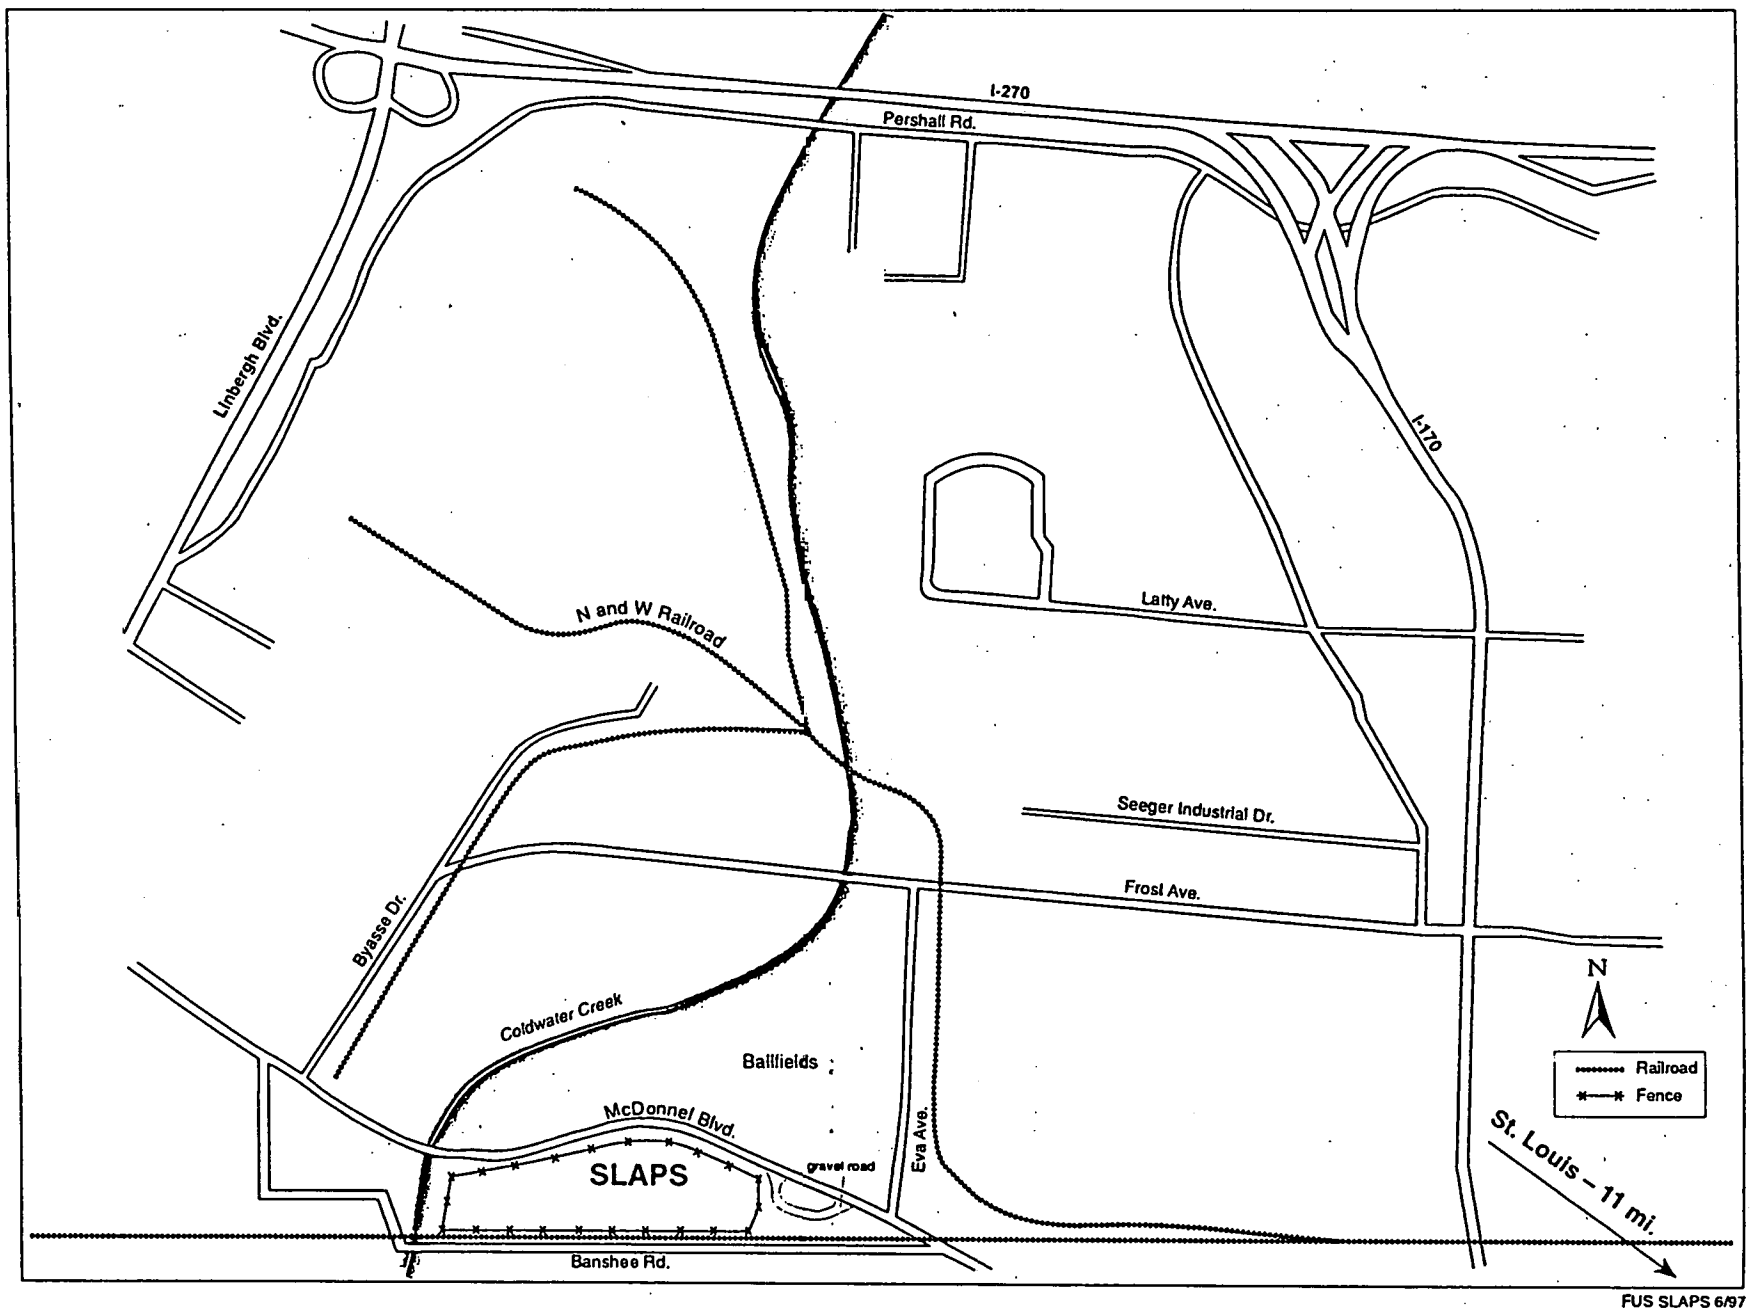 I-270
Pershall Rd.
Linbergh Blvd.
I-170
N and W Railroad
Latty Ave.
Seeger Industrial Dr.
Frost Ave.
Byasse Dr.
N
Coldwater Creek
Ballfields
Railroad
Fence
McDonnel Blvd.
Eva Ave.
St. Louis – 11 mi.
gravel road
SLAPS
Banshee Rd.
FUS SLAPS 6/97